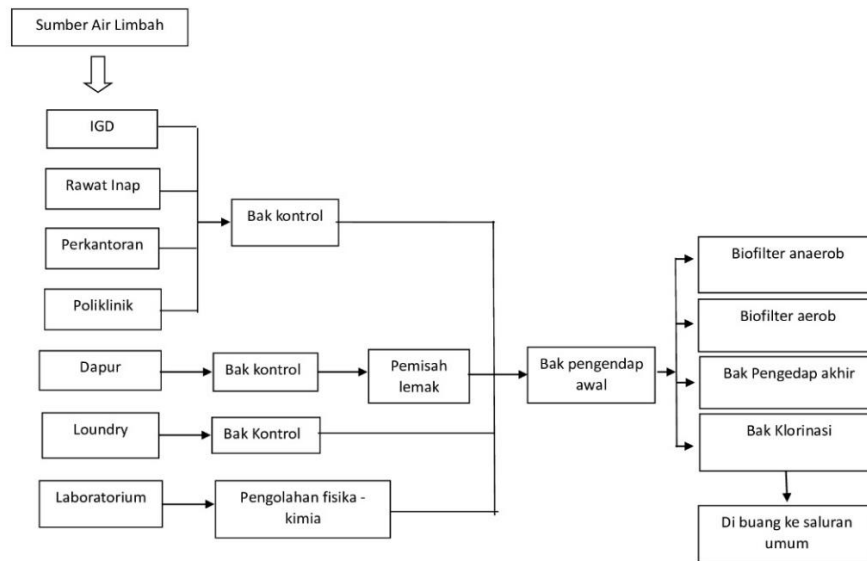 Sumber Air Limbah
IGD
Rawat Inap
Perkantoran
Poliklinik
Bak kontrol
Dapur
Bak kontrol
Pemisah
lemak
Loundry
Bak Kontrol
Laboratorium
Pengolahan fisika -
kimia
Bak pengendap
awal
Biofilter anaerob
Biofilter aerob
Bak Pengedap akhir
Bak Klorinasi
Di buang ke saluran
umum